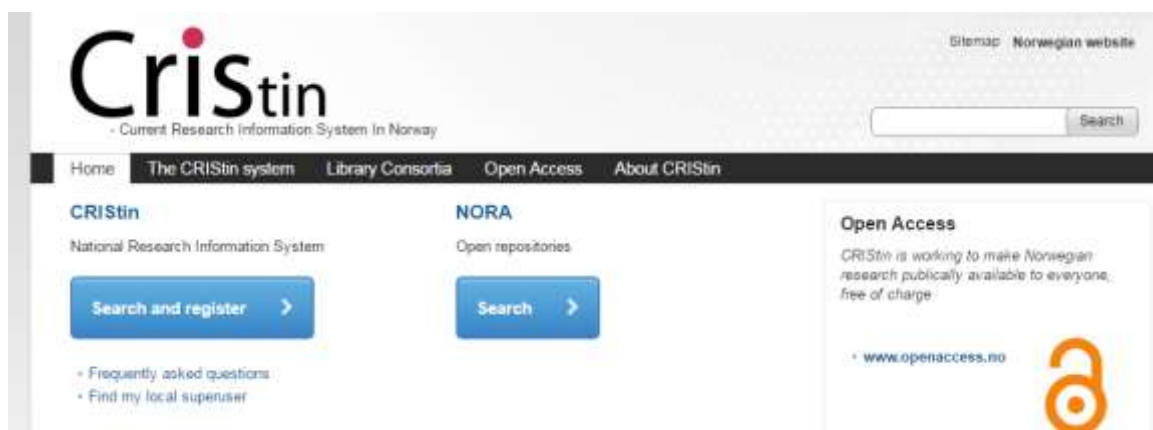 CRIStin
Sitemap Norwegian website
- Current Research Information System In Norway
Search
Home The CRIStin system Library Consortia Open Access About CRIStin
CRIStin
National Research Information System
Search and register
Frequently asked questions
Find my local superuser
NORA
Open repositories
Search
Open Access
CRIStin is working to make Norwegian
research publically available to everyone,
free of charge
www.openaccess.no